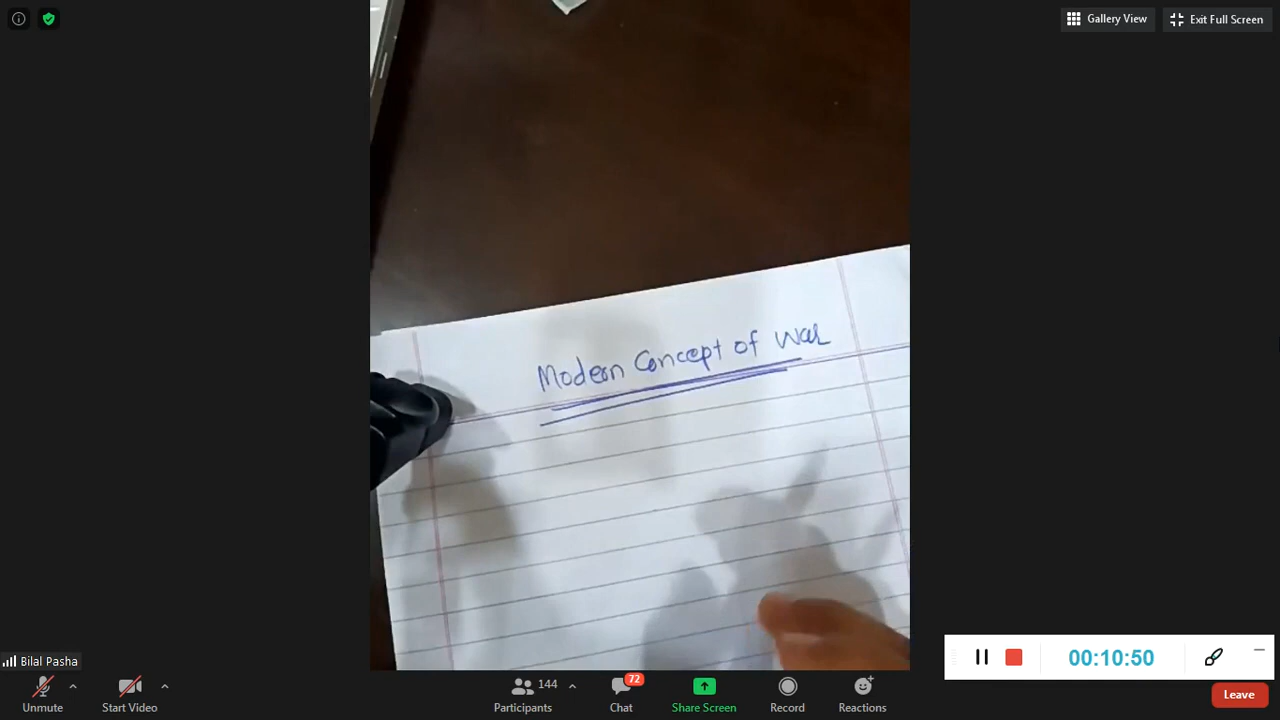 Gallery View
Exit Full Screen
Modern Concept of War
Bilal Pasha
00:10:50
Unmute
Start Video
144
Participants
72
Chat
Share Screen
Record
Reactions
Leave